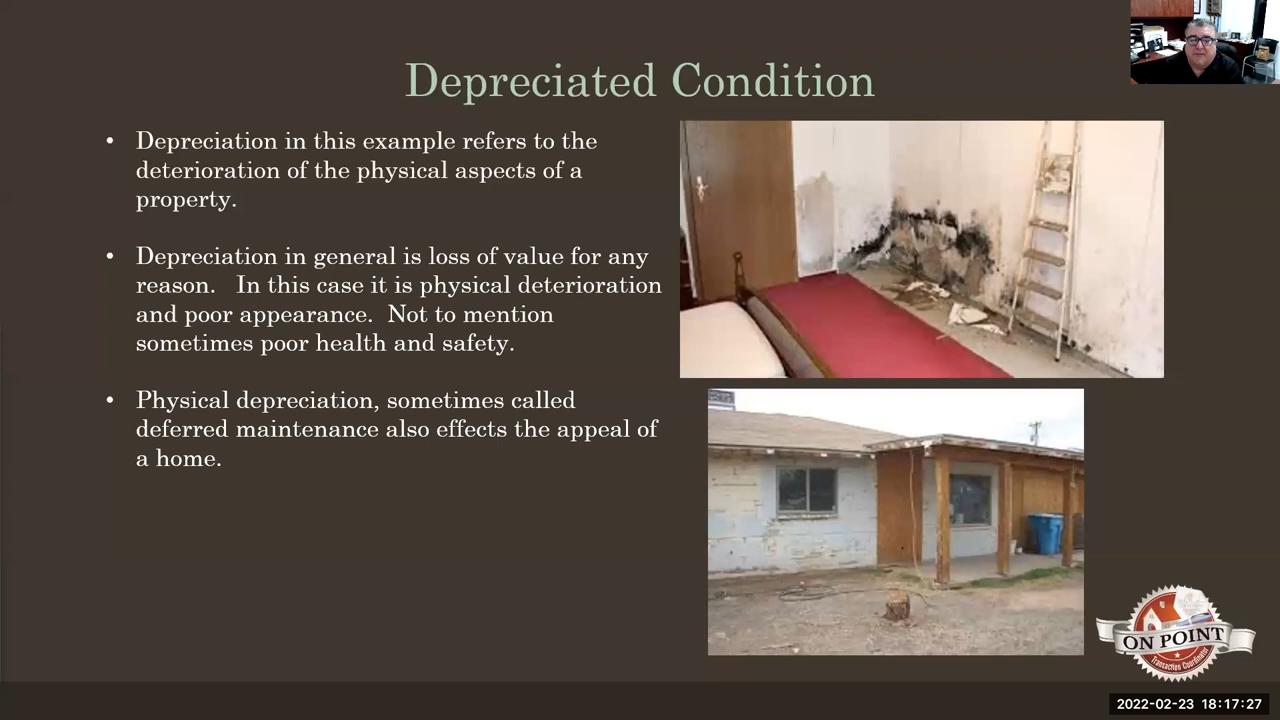 Depreciated Condition
• Depreciation in this example refers to the
deterioration of the physical aspects of a
property.
• Depreciation in general is loss of value for any
reason.   In this case it is physical deterioration
and poor appearance.  Not to mention
sometimes poor health and safety.
• Physical depreciation, sometimes called
deferred maintenance also effects the appeal of
a home.
ON POINT
Transaction Coordinator
2022-02-23 18:17:27